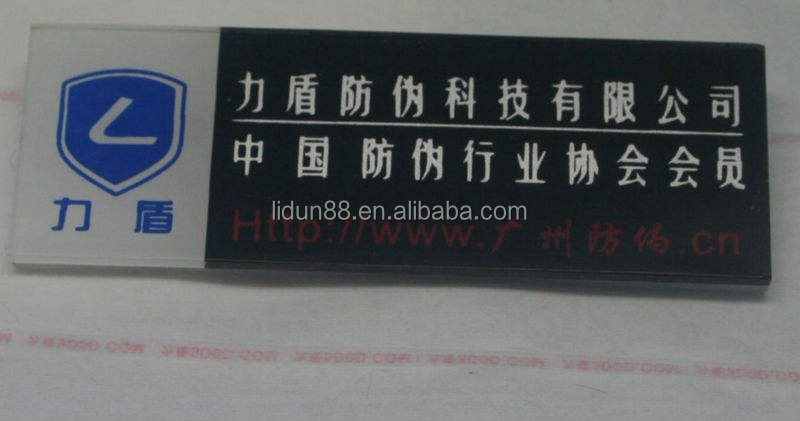 力盾
力盾防伪科技有限公司
中国防伪行业协会会员
lidun88.en.alibaba.com
Http://www.广州防伪.cn